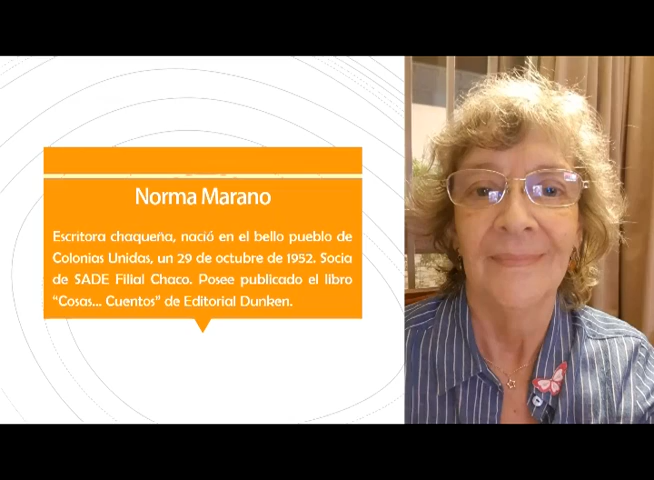 Norma Marano
Escritora chaqueña, nació en el bello pueblo de
Colonias Unidas, un 29 de octubre de 1952. Socia
de SADE Filial Chaco. Posee publicado el libro
"Cosas... Cuentos" de Editorial Dunken.